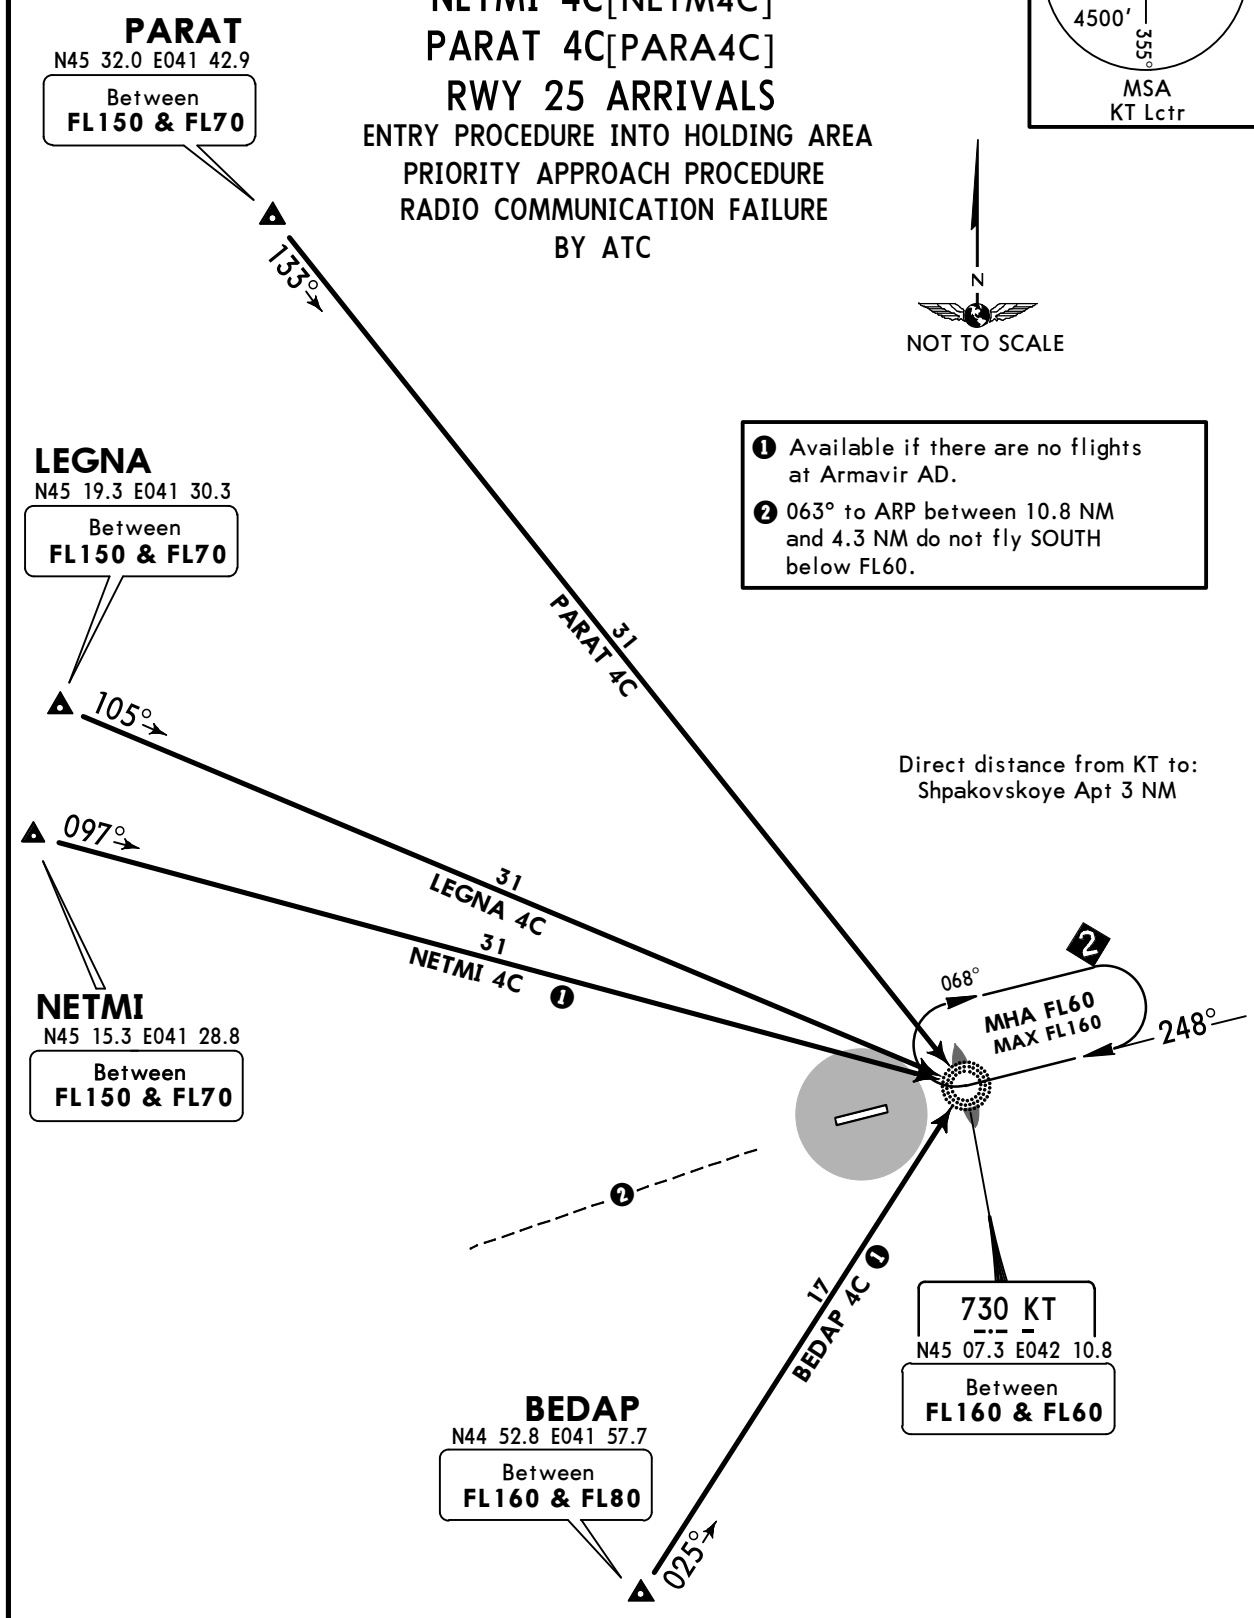 NETMI 4C[NETM4C]
PARAT 4C[PARA4C]
RWY 25 ARRIVALS
ENTRY PROCEDURE INTO HOLDING AREA
PRIORITY APPROACH PROCEDURE
RADIO COMMUNICATION FAILURE
BY ATC
4500'
355°
MSA
KT Lctr
PARAT
N45 32.0 E041 42.9
Between
FL150 & FL70
133°
N
NOT TO SCALE
1 Available if there are no flights
at Armavir AD.
2 063° to ARP between 10.8 NM
and 4.3 NM do not fly SOUTH
below FL60.
LEGNA
N45 19.3 E041 30.3
Between
FL150 & FL70
105°
31
PARAT 4C
Direct distance from KT to:
Shpakovskoye Apt 3 NM
097°
31
LEGNA 4C
31
NETMI 4C 1
NETMI
N45 15.3 E041 28.8
Between
FL150 & FL70
2
068°
MHA FL60
MAX FL160
248°
2
17
BEDAP 4C 1
730 KT
N45 07.3 E042 10.8
Between
FL160 & FL60
BEDAP
N44 52.8 E041 57.7
Between
FL160 & FL80
025°